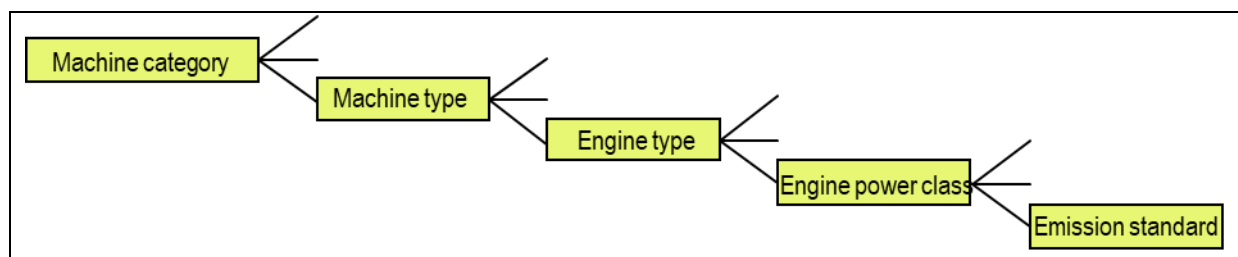 Machine category
Machine type
Engine type
Engine power class
Emission standard